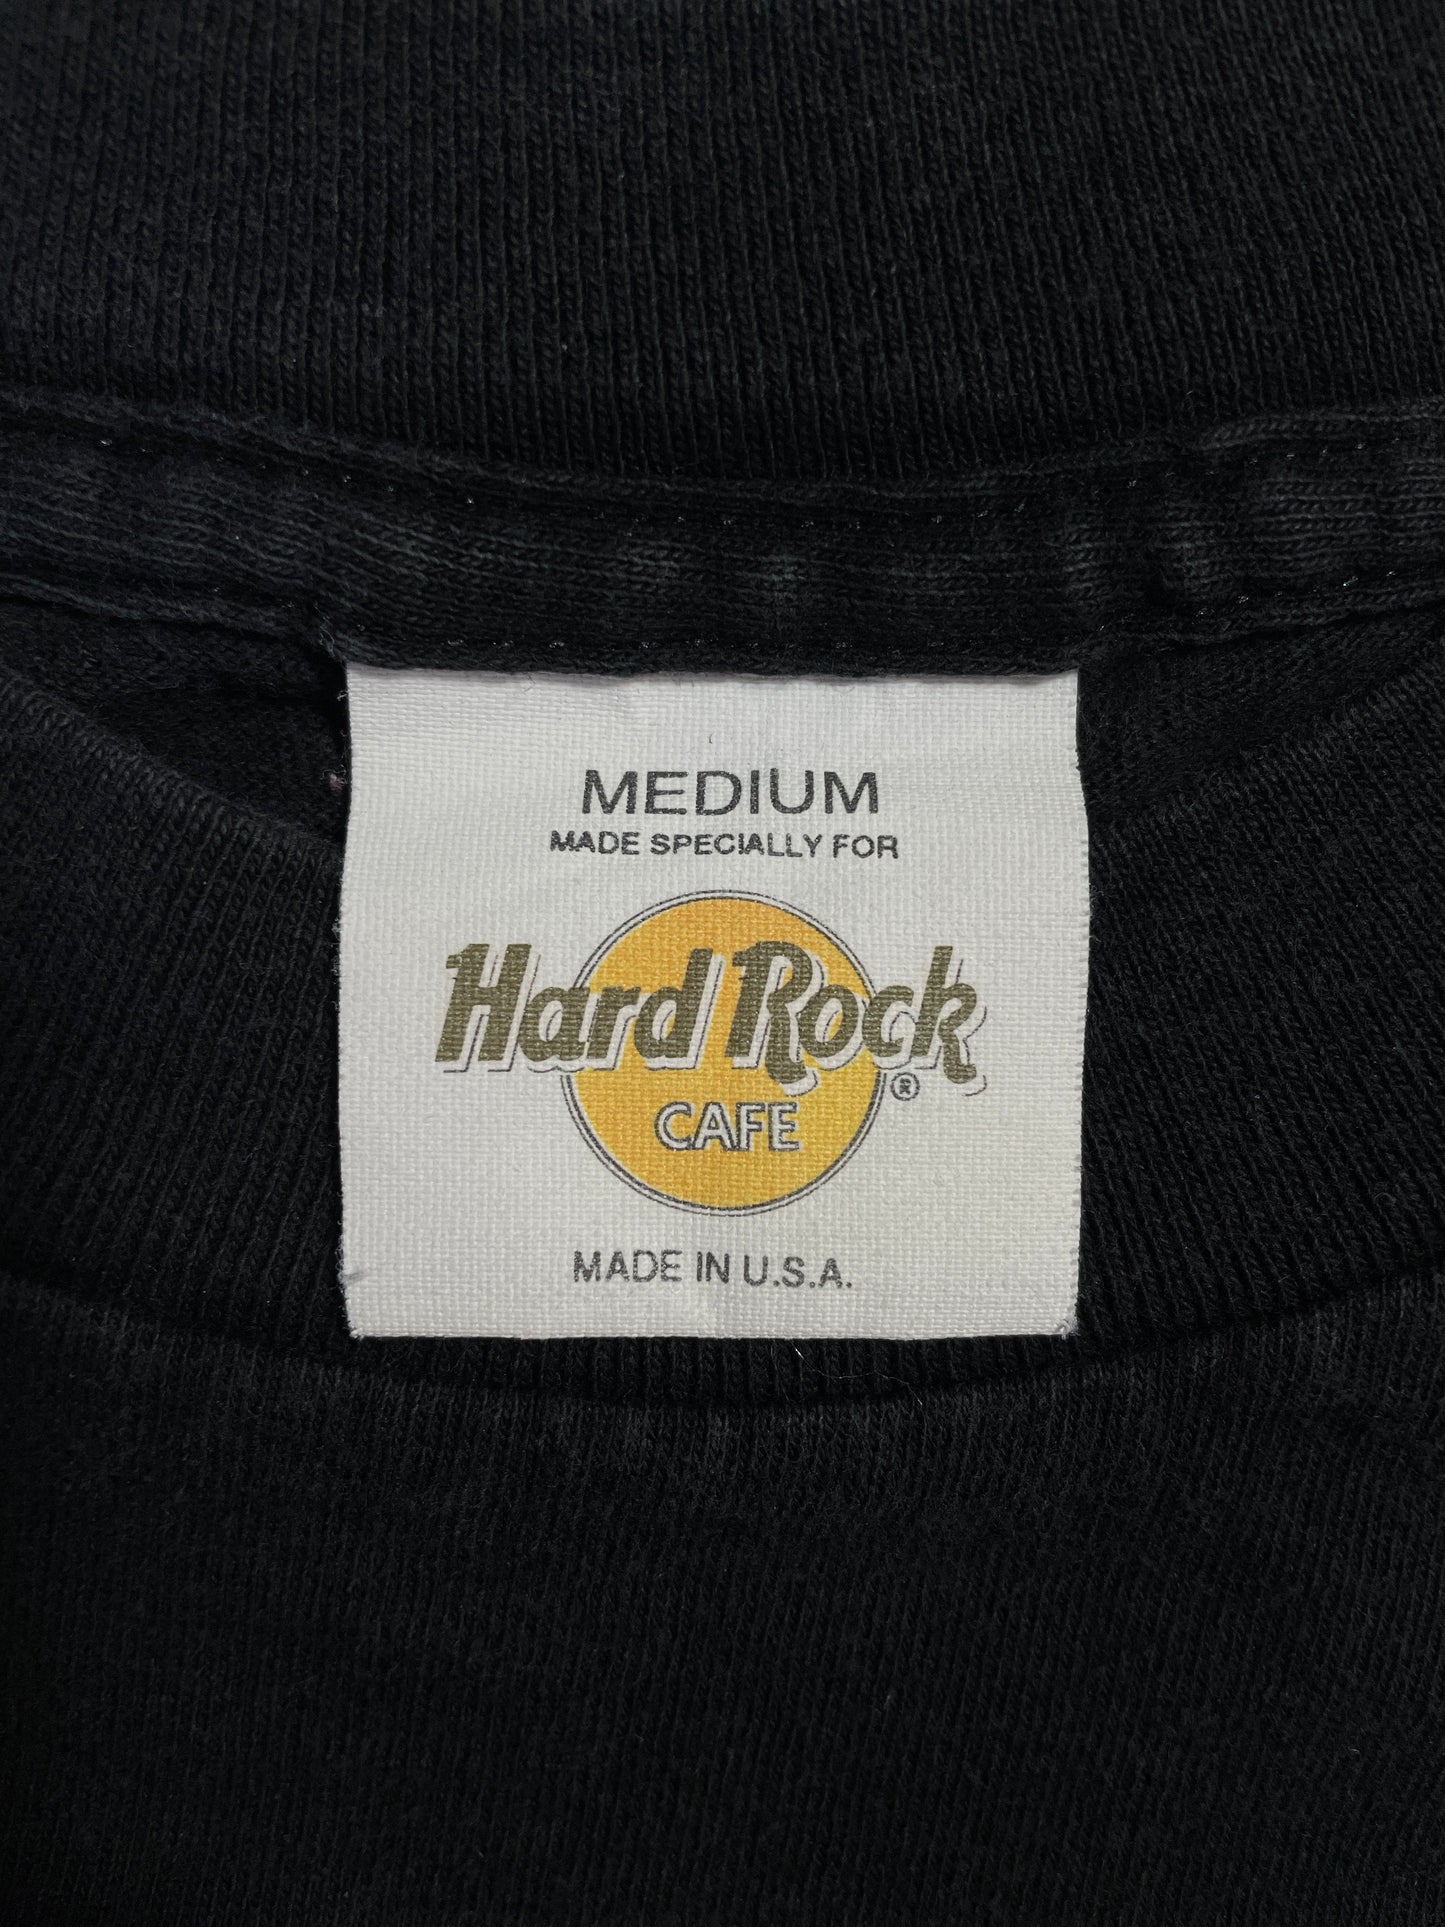 MEDIUM
MADE SPECIALLY FOR
Hard Rock®
CAFE
MADE IN U.S.A.